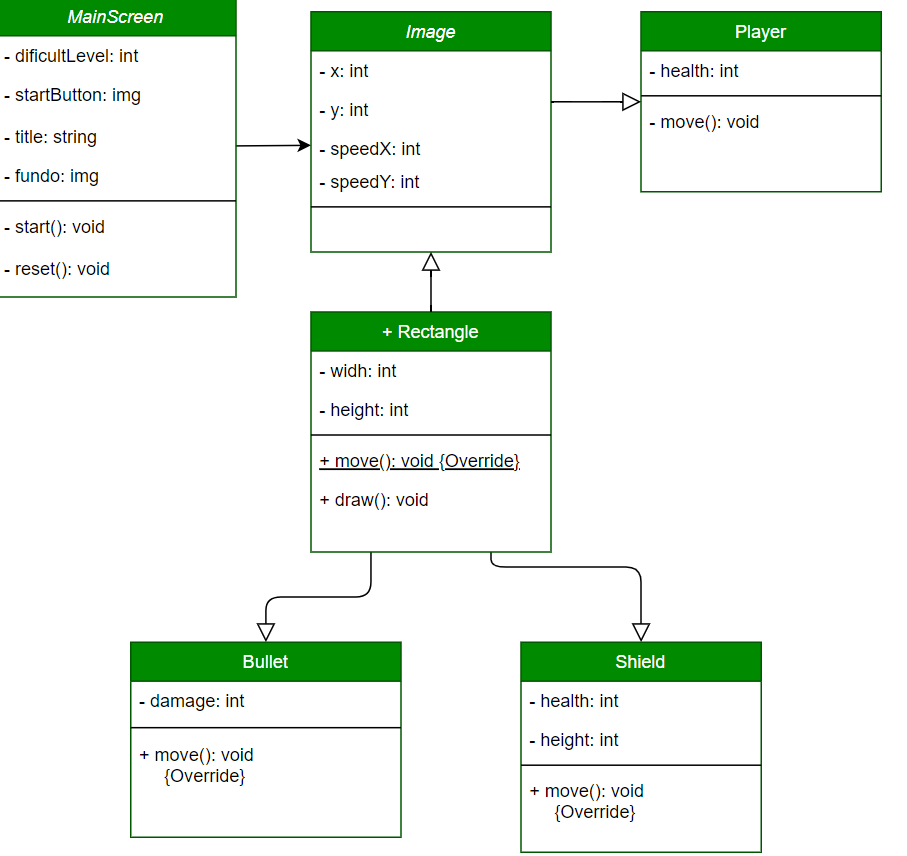 MainScreen
- dificultLevel: int
- startButton: img
- title: string
- fundo: img
- start(): void
- reset(): void
Image
- x: int
- y: int
- speedX: int
- speedY: int
Player
- health: int
- move(): void
+ Rectangle
- widh: int
- height: int
+ move(): void {Override}
+ draw(): void
Bullet
- damage: int
+ move(): void
{Override}
Shield
- health: int
- height: int
+ move(): void
{Override}